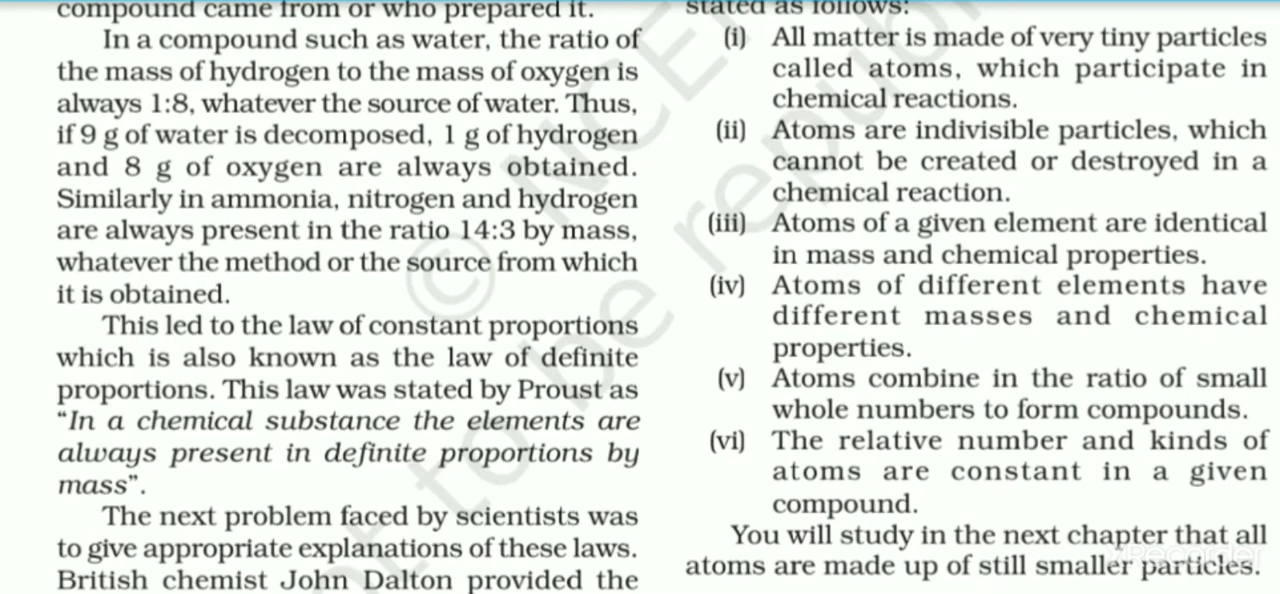 compound came from or who prepared it.
In a compound such as water, the ratio of
the mass of hydrogen to the mass of oxygen is
always 1:8, whatever the source of water. Thus,
if 9 g of water is decomposed, 1 g of hydrogen
and 8 g of oxygen are always obtained.
Similarly in ammonia, nitrogen and hydrogen
are always present in the ratio 14:3 by mass,
whatever the method or the source from which
it is obtained.
This led to the law of constant proportions
which is also known as the law of definite
proportions. This law was stated by Proust as
“In a chemical substance the elements are
always present in definite proportions by
mass”.
The next problem faced by scientists was
to give appropriate explanations of these laws.
British chemist John Dalton provided the
stated as follows:
(i) All matter is made of very tiny particles
called atoms, which participate in
chemical reactions.
(ii) Atoms are indivisible particles, which
cannot be created or destroyed in a
chemical reaction.
(iii) Atoms of a given element are identical
in mass and chemical properties.
(iv) Atoms of different elements have
different masses and chemical
properties.
(v) Atoms combine in the ratio of small
whole numbers to form compounds.
(vi) The relative number and kinds of
atoms are constant in a given
compound.
You will study in the next chapter that all
atoms are made up of still smaller particles.
© NCE
be repub
ot to
XRecorder